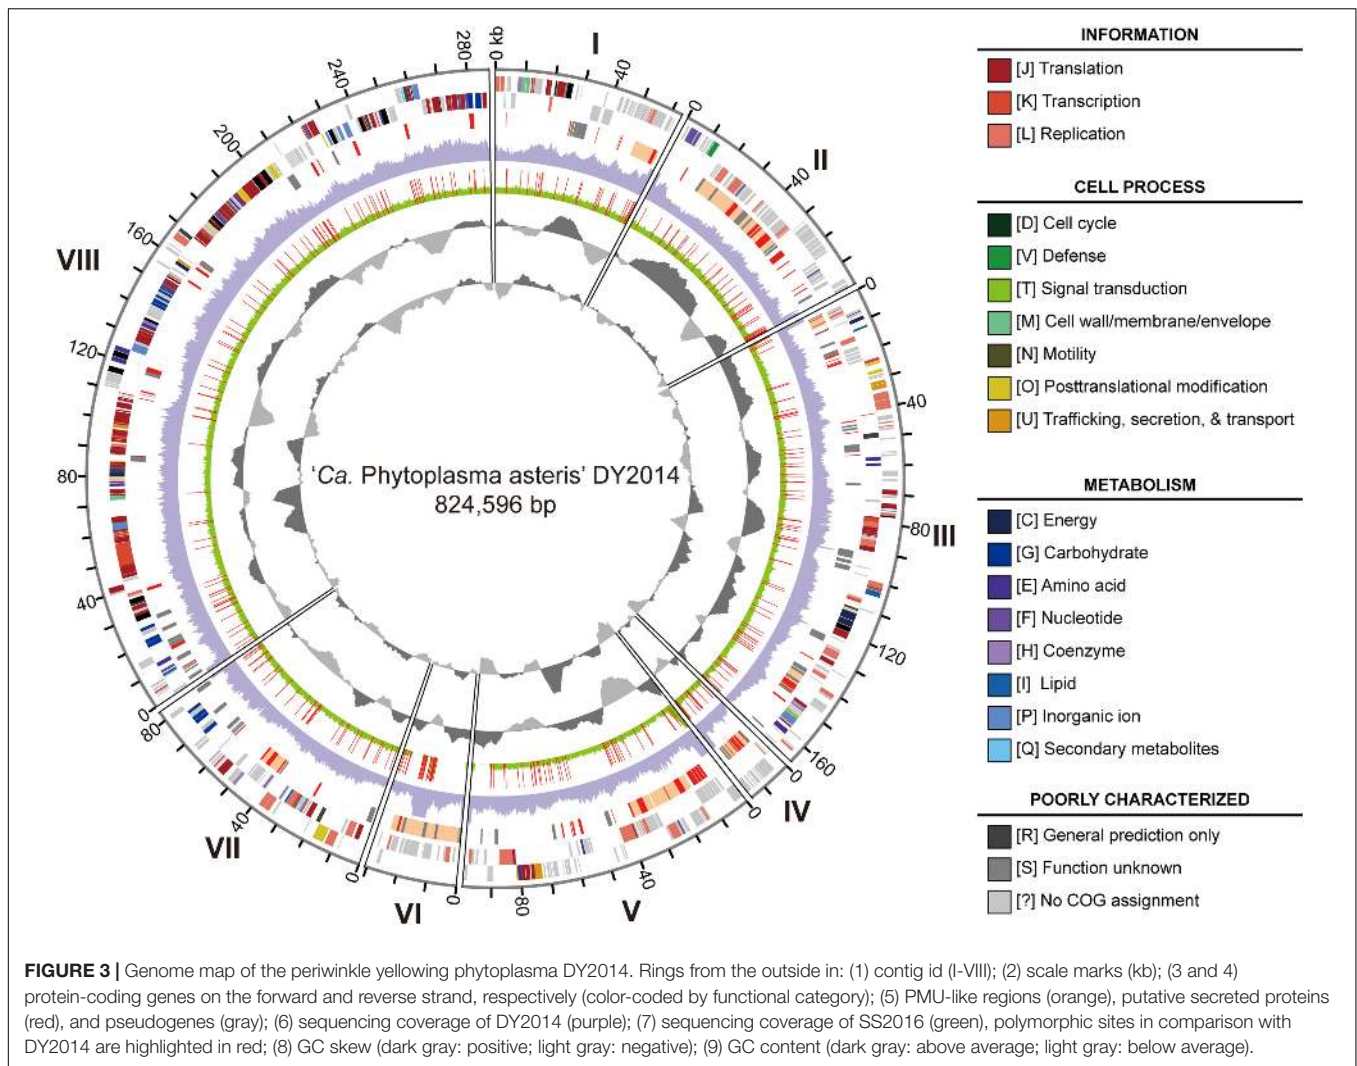 0 kb
I
40
0
II
40
0
40
80
III
120
160
0
IV
0
40
V
80
0
VI
0
40
VII
80
0
40
80
120
VIII
160
200
240
280
'Ca. Phytoplasma asteris' DY2014
824,596 bp
INFORMATION
[J] Translation
[K] Transcription
[L] Replication
CELL PROCESS
[D] Cell cycle
[V] Defense
[T] Signal transduction
[M] Cell wall/membrane/envelope
[N] Motility
[O] Posttranslational modification
[U] Trafficking, secretion, & transport
METABOLISM
[C] Energy
[G] Carbohydrate
[E] Amino acid
[F] Nucleotide
[H] Coenzyme
[I] Lipid
[P] Inorganic ion
[Q] Secondary metabolites
POORLY CHARACTERIZED
[R] General prediction only
[S] Function unknown
[?] No COG assignment
FIGURE 3 | Genome map of the periwinkle yellowing phytoplasma DY2014. Rings from the outside in: (1) contig id (I-VIII); (2) scale marks (kb); (3 and 4)
protein-coding genes on the forward and reverse strand, respectively (color-coded by functional category); (5) PMU-like regions (orange), putative secreted proteins
(red), and pseudogenes (gray); (6) sequencing coverage of DY2014 (purple); (7) sequencing coverage of SS2016 (green), polymorphic sites in comparison with
DY2014 are highlighted in red; (8) GC skew (dark gray: positive; light gray: negative); (9) GC content (dark gray: above average; light gray: below average).